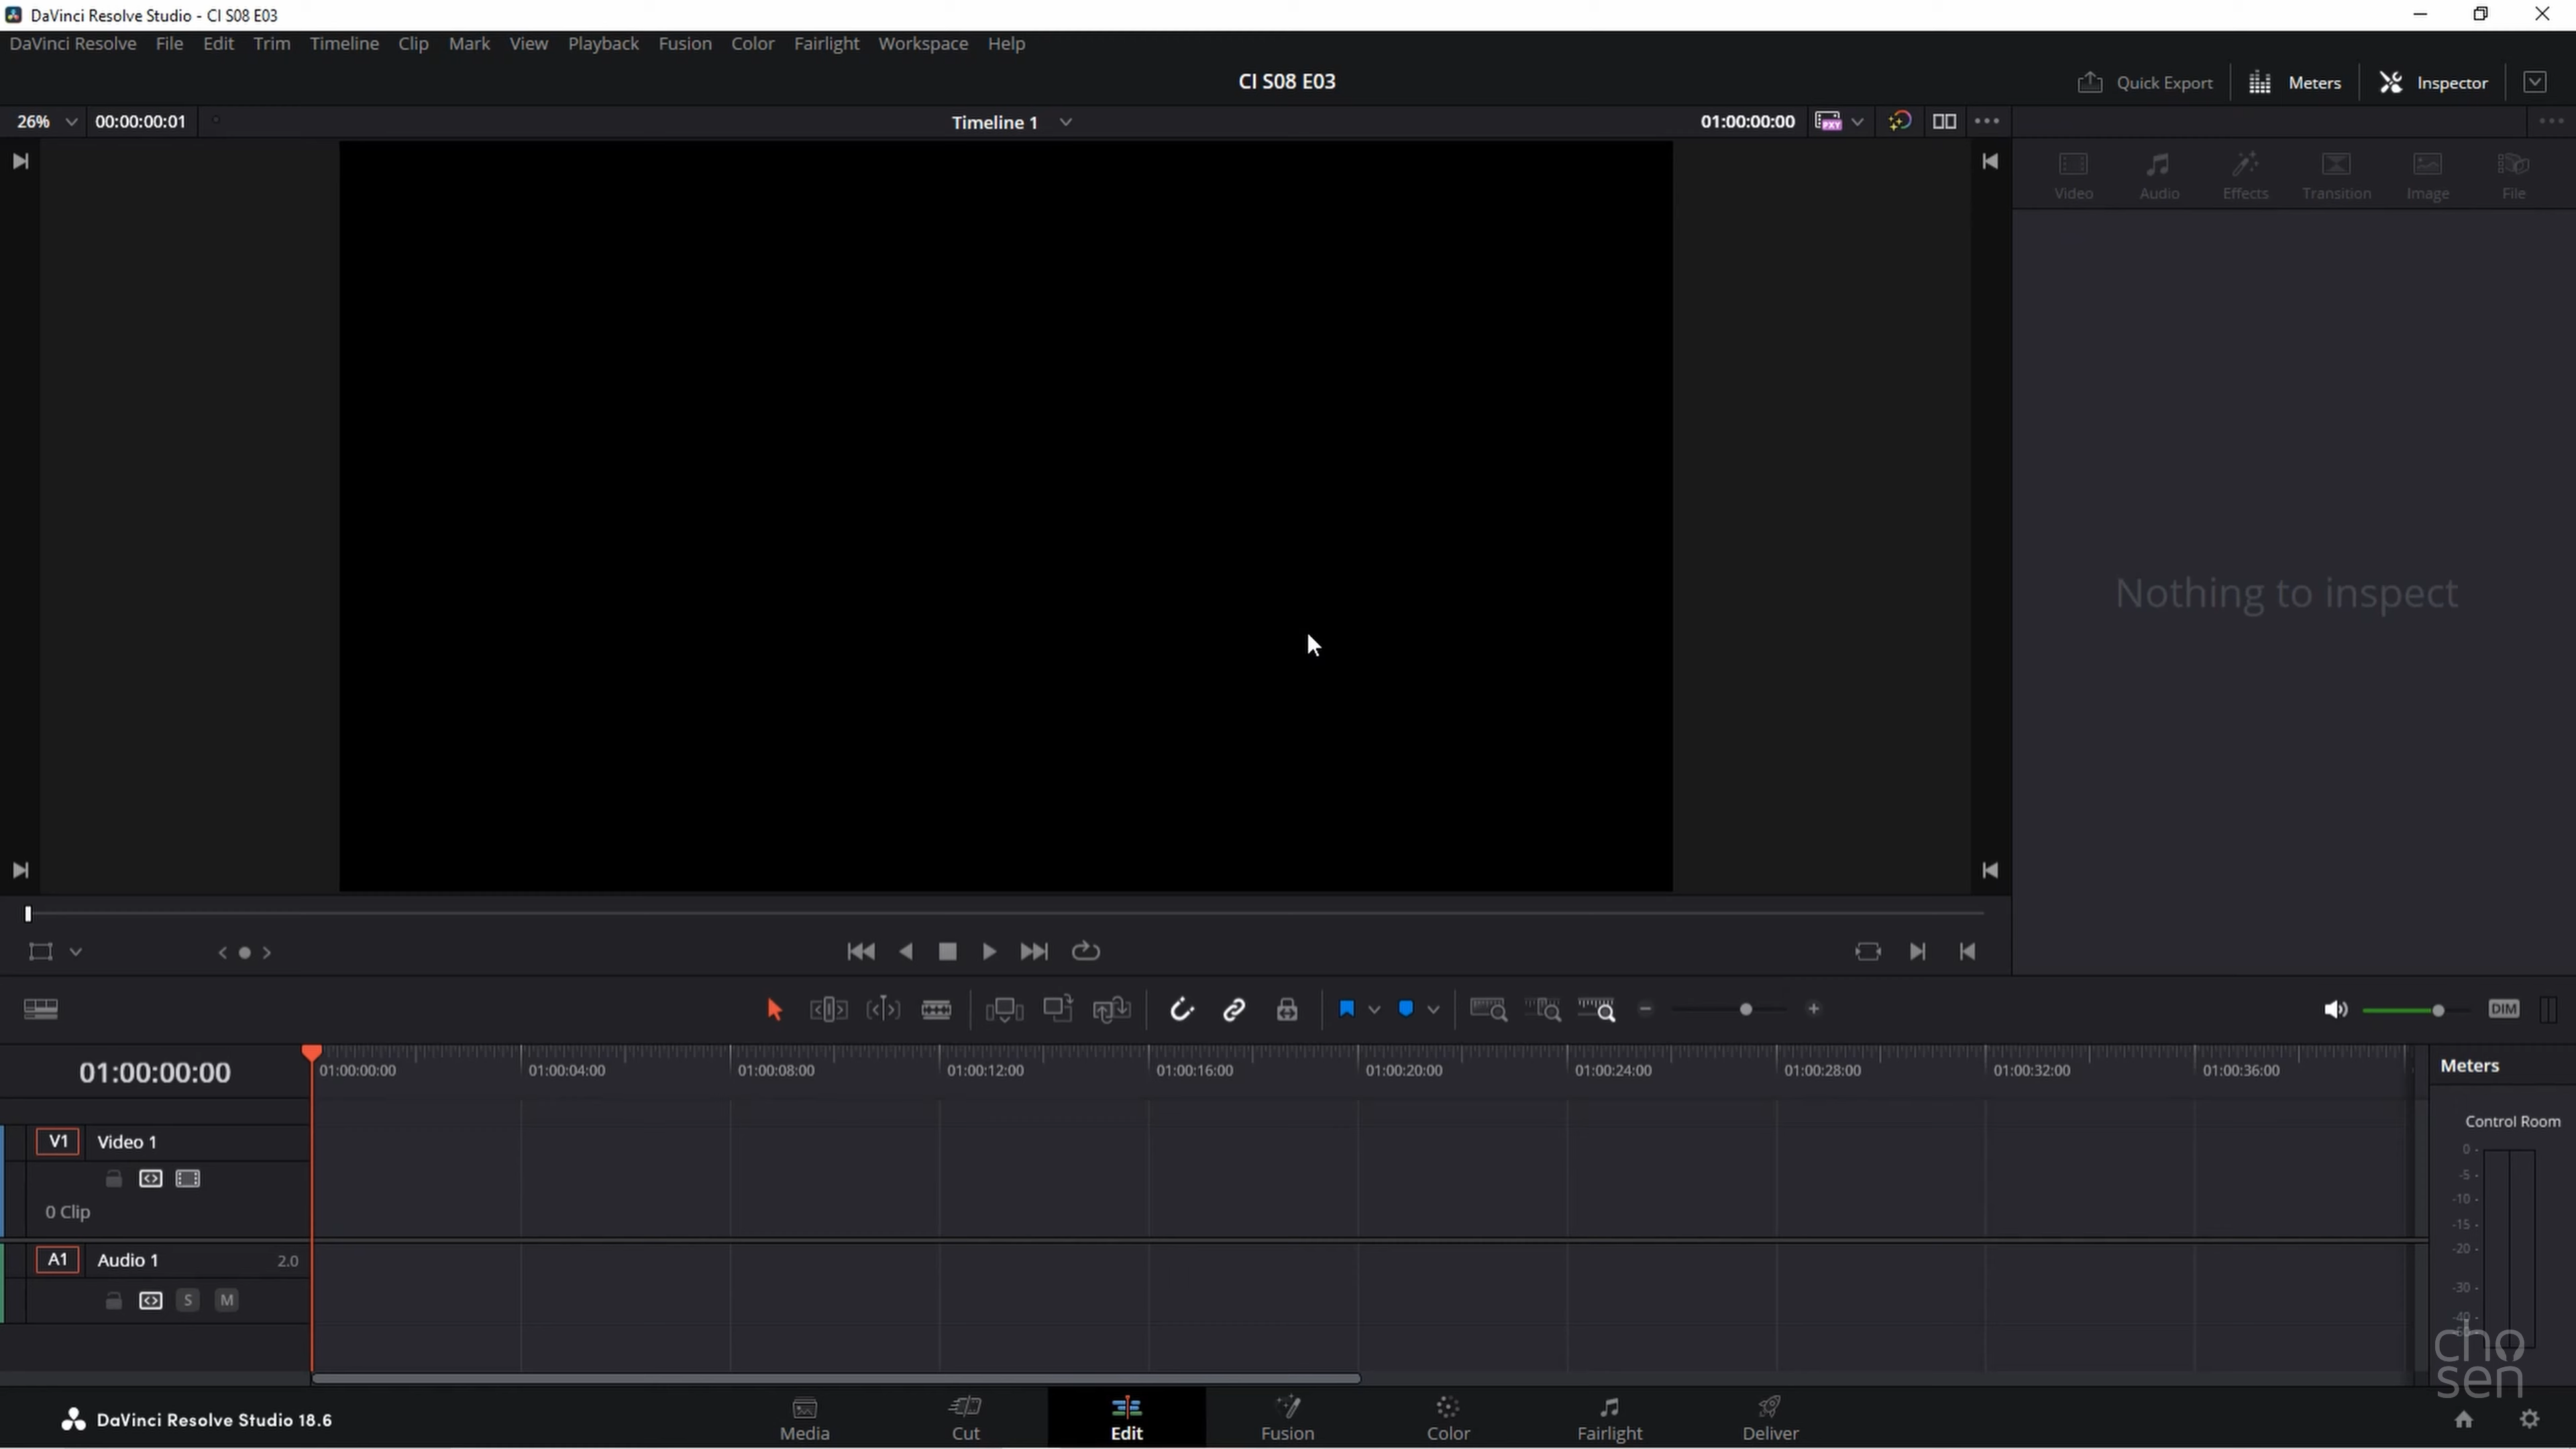 DaVinci Resolve Studio - CI S08 E03
DaVinci Resolve File Edit Trim Timeline Clip Mark View Playback Fusion Color Fairlight Workspace Help
CI S08 E03
Quick Export Meters Inspector
26% 00:00:00:01 Timeline 1 01:00:00:00 PXY
Video Audio Effects Transition Image File
Nothing to inspect
DIM
01:00:00:00
01:00:00:00 01:00:04:00 01:00:08:00 01:00:12:00 01:00:16:00 01:00:20:00 01:00:24:00 01:00:28:00 01:00:32:00 01:00:36:00
Meters
Control Room
V1 Video 1
0 Clip
A1 Audio 1 2.0
S M
0
-5
-10
-15
-20
-30
-40
cho
sen
DaVinci Resolve Studio 18.6
Media Cut Edit Fusion Color Fairlight Deliver